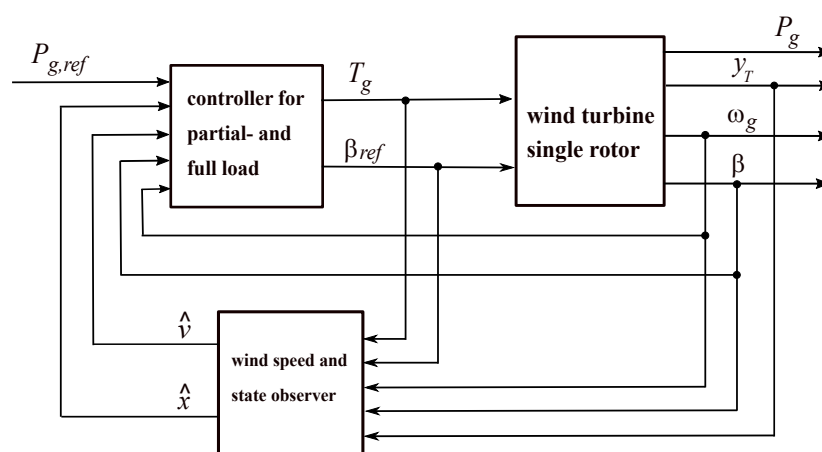 P_g,ref
controller for
partial- and
full load
T_g
β_ref
wind turbine
single rotor
P_g
y_T
ω_g
β
v̂
x̂
wind speed and
state observer